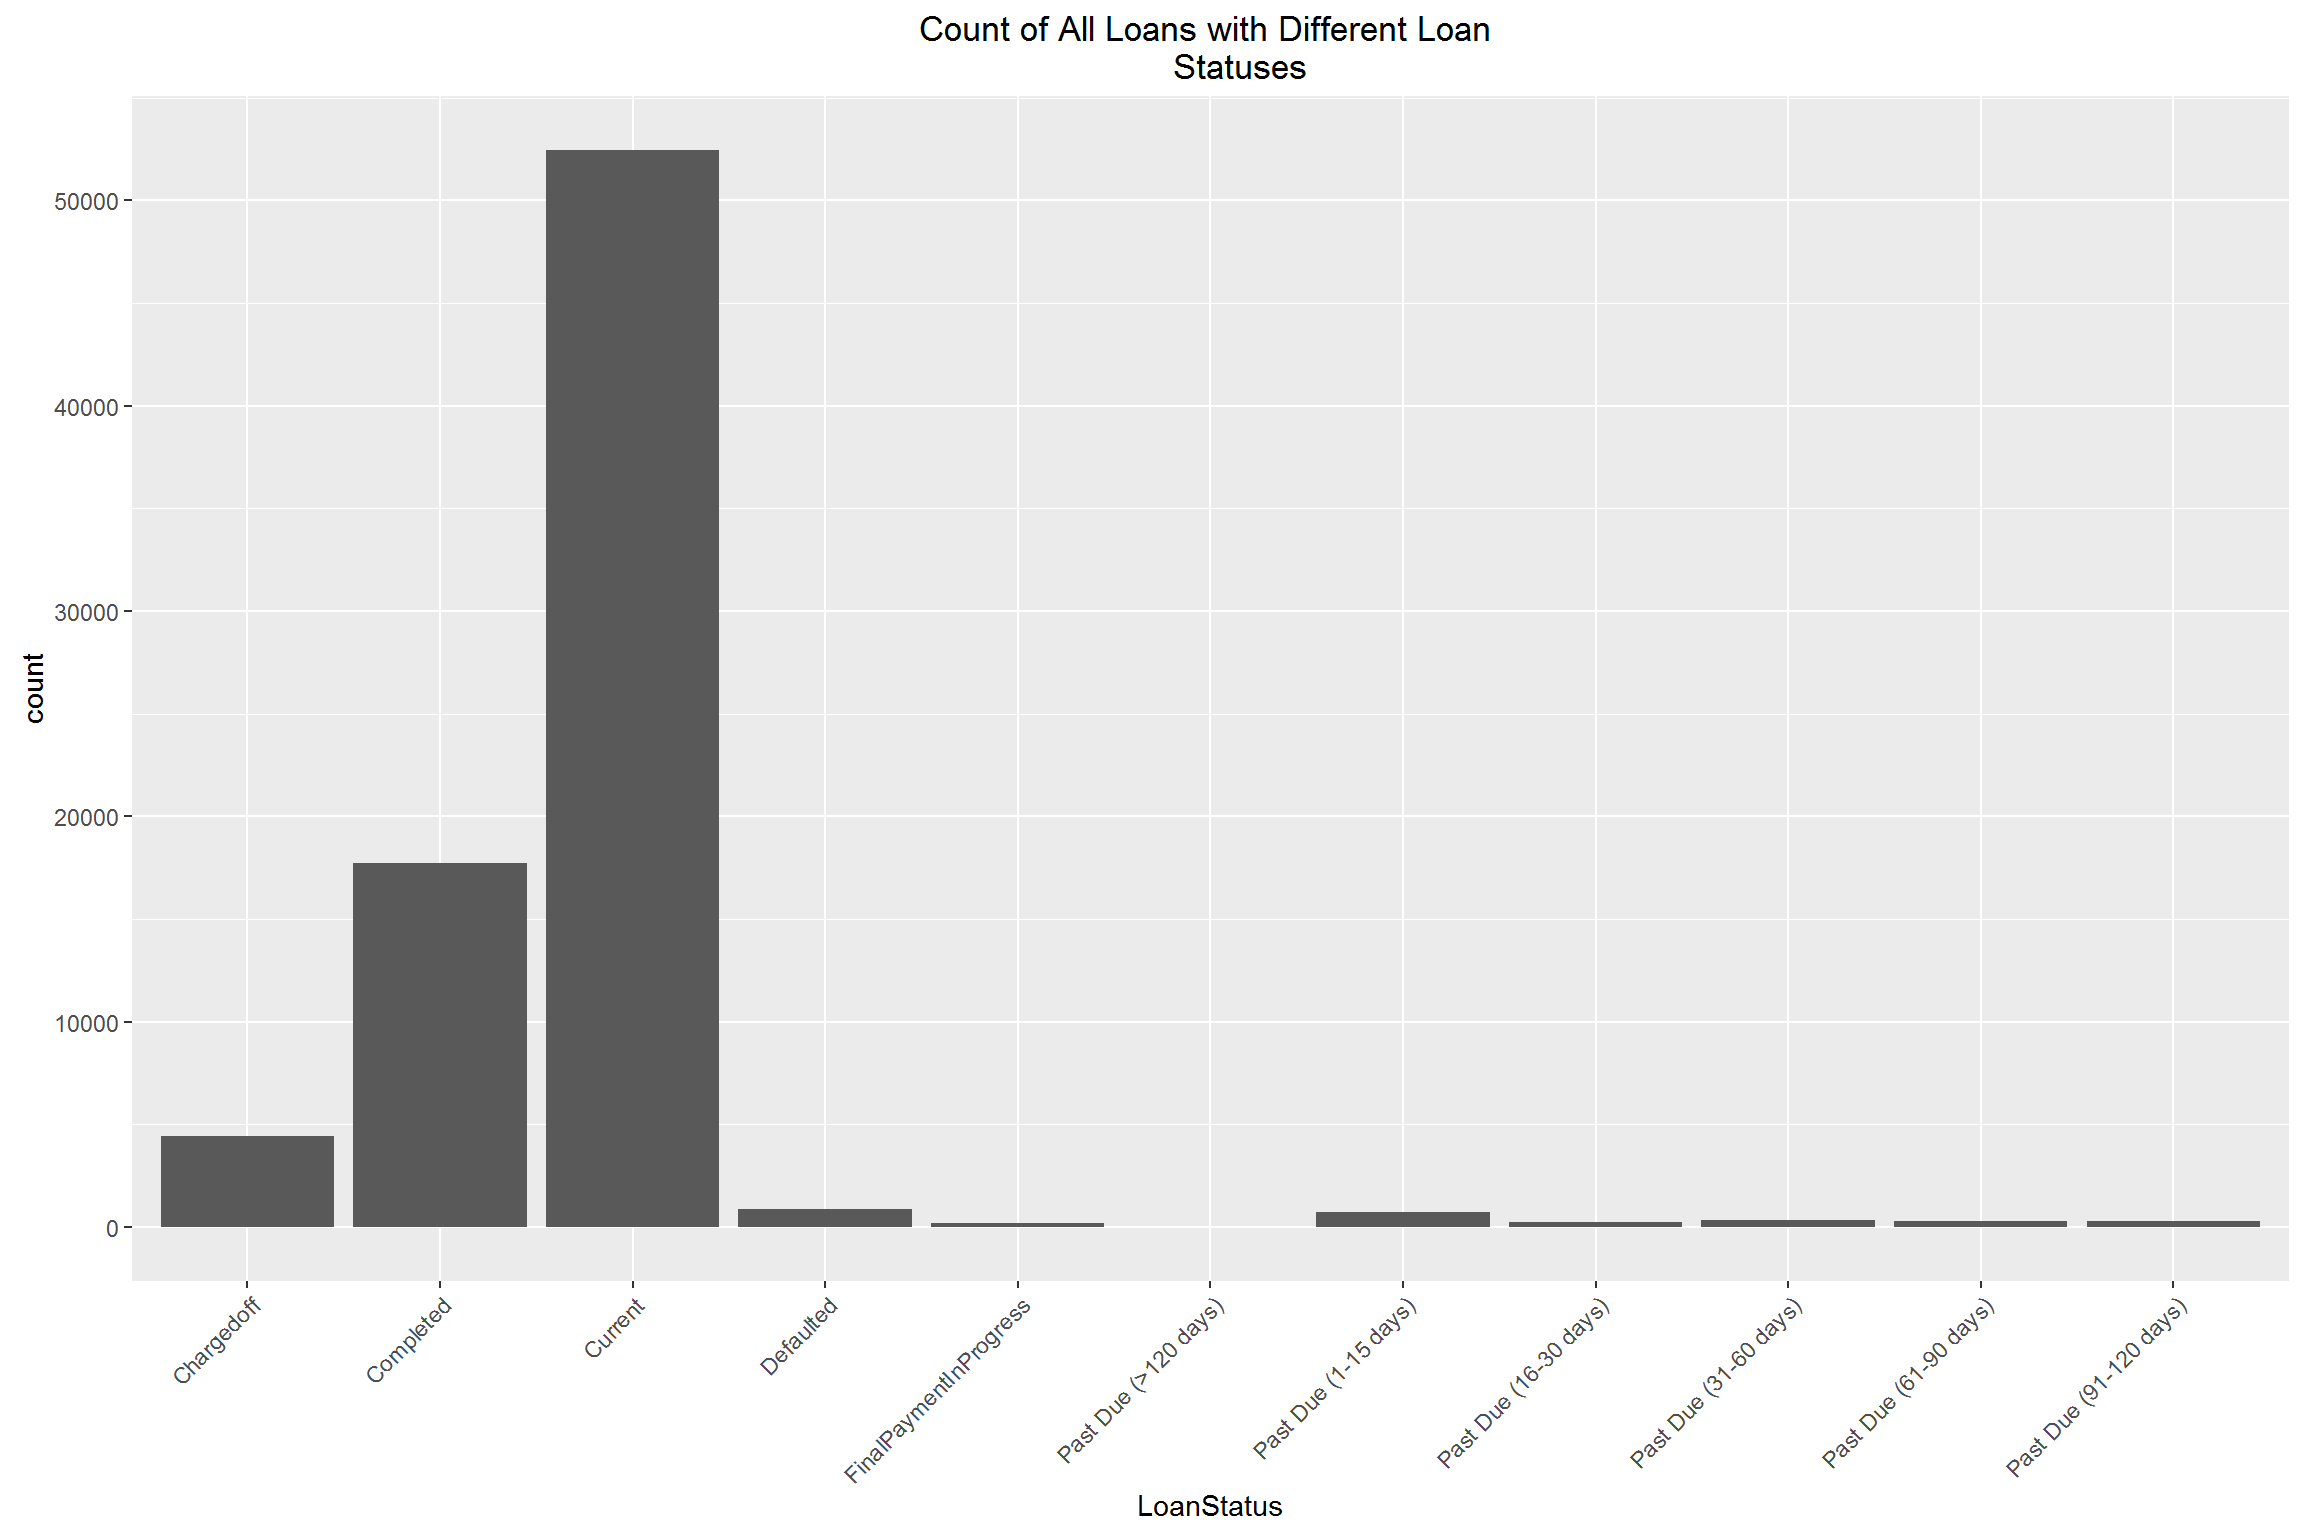 Count of All Loans with Different Loan
Statuses
count
50000
40000
30000
20000
10000
0
Chargedoff
Completed
Current
Defaulted
FinalPaymentInProgress
Past Due (>120 days)
Past Due (1-15 days)
Past Due (16-30 days)
Past Due (31-60 days)
Past Due (61-90 days)
Past Due (91-120 days)
LoanStatus